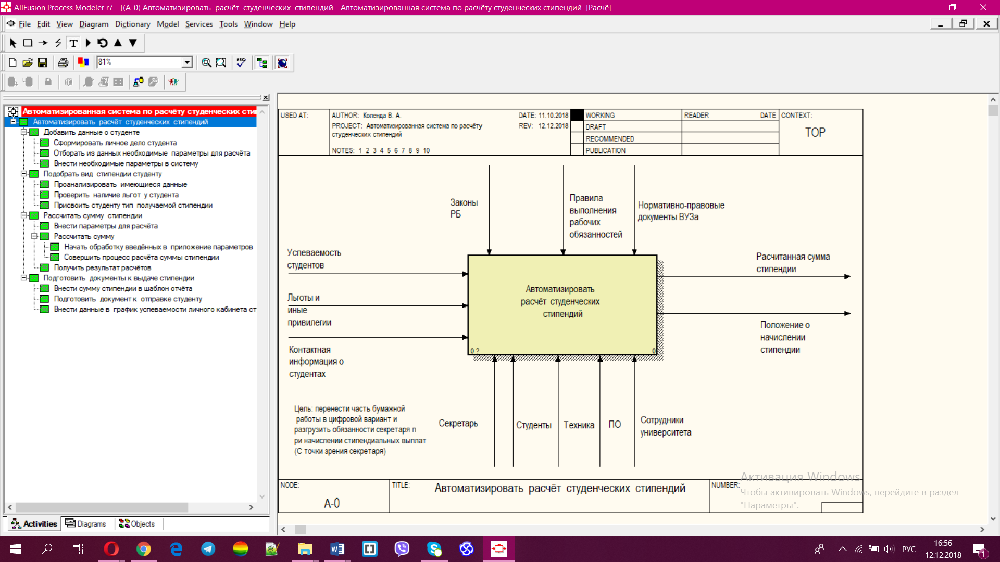 AllFusion Process Modeler r7 - [(A-0) Автоматизировать расчёт студенческих стипендий - Автоматизированная система по расчёту студенческих стипендий [Расчё]
File Edit View Diagram Dictionary Model Services Tools Window Help
T
81%
ABC
Автоматизированная система по расчёту студенческих сти
Автоматизировать расчёт студенческих стипендий
Добавить данные о студенте
Сформировать личное дело студента
Отборать из данных необходимые параметры для расчёта
Внести необходимые параметры в систему
Подобрать вид стипендии студенту
Проанализировать имеющиеся данные
Проверить наличие льгот у студента
Присвоить студенту тип получаемой стипендии
Рассчитать сумму стипендии
Внести параметры для расчёта
Рассчитать сумму
Начать обработку введённых в приложение параметров
Совершить процесс расчёта суммы стипендии
Получить результат расчётов
Подготовить документы к выдаче стипендии
Внести сумму стипендии в шаблон отчёта
Подготовить документ к отправке студенту
Внести данные в график успеваемости личного кабинета ст
Activities Diagrams Objects
USED AT:
AUTHOR: Коленда В. А.
DATE: 11.10.2018
PROJECT: Автоматизированная система по расчёту
студенческих стипендий
REV: 12.12.2018
NOTES: 1 2 3 4 5 6 7 8 9 10
WORKING
DRAFT
RECOMMENDED
PUBLICATION
READER DATE
CONTEXT:
TOP
Законы
РБ
Правила
выполнения
рабочих
обязанностей
Нормативно-правовые
документы ВУЗа
Успеваемость
студентов
Льготы и
иные
привилегии
Контактная
информация о
студентах
Автоматизировать
расчёт студенческих
стипендий
0 ?
0
Расчитанная сумма
стипендии
Положение о
начислении
стипендии
Цель: перенести часть бумажной
работы в цифровой вариант и
разгрузить обязанности секретаря п
ри начислении стипендиальных выплат
(С точки зрения секретаря)
Секретарь
Студенты
Техника
ПО
Сотрудники
университета
NODE:
A-0
TITLE:
Автоматизировать расчёт студенческих стипендий
NUMBER:
Активация Windows
Чтобы активировать Windows, перейдите в раздел
"Параметры".
РУС
16:56
12.12.2018
1